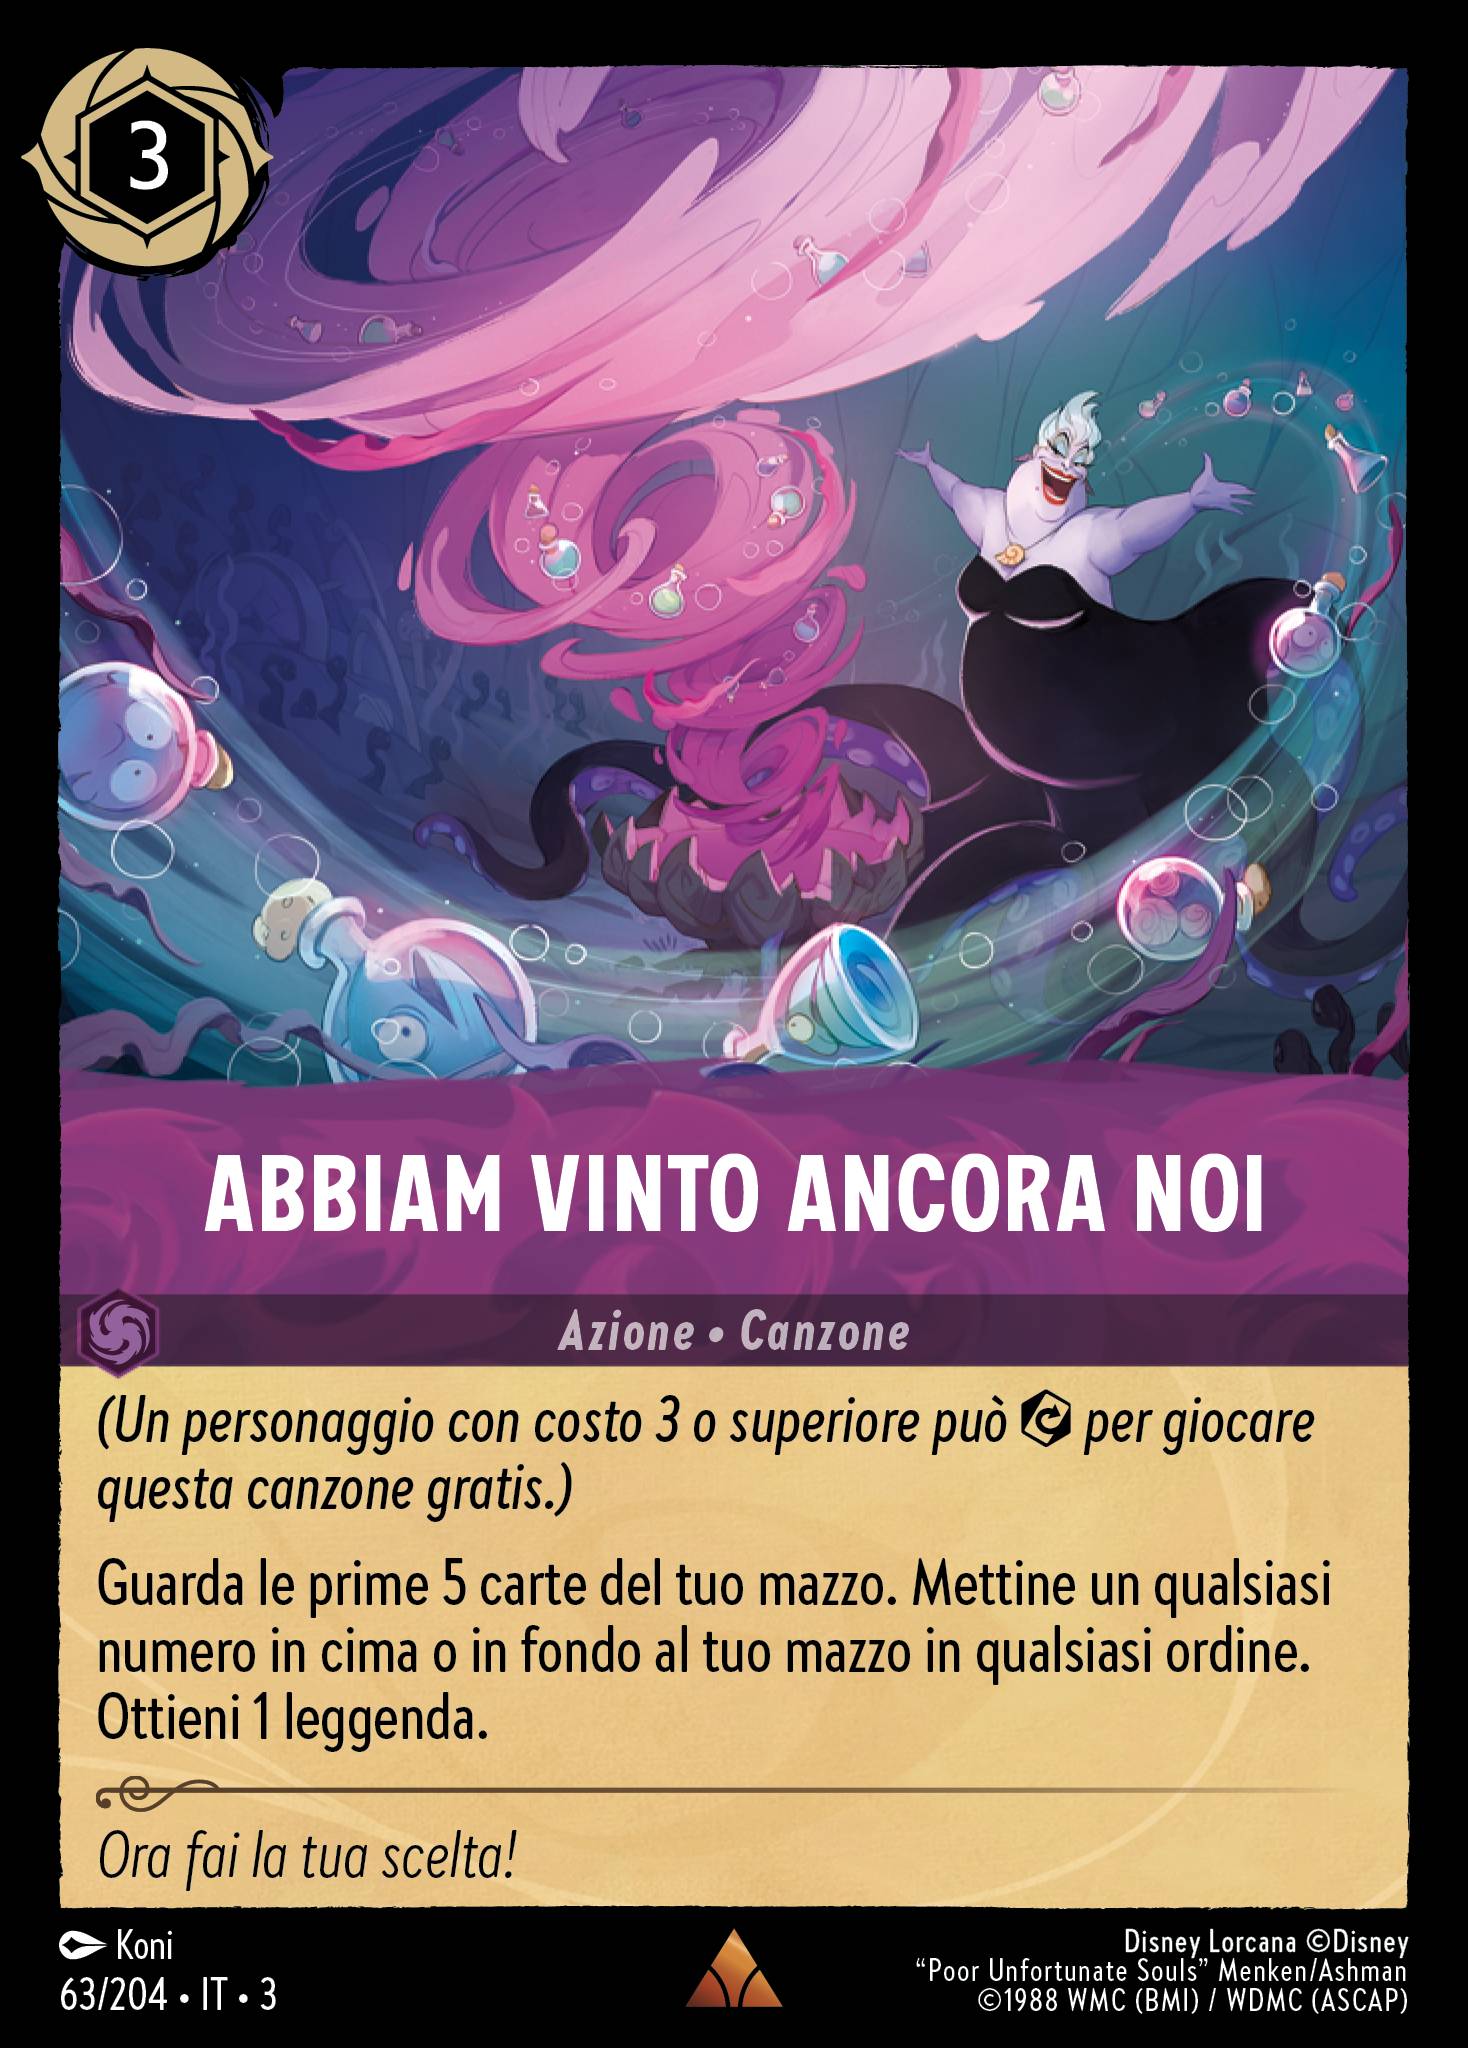 3
ABBIAM VINTO ANCORA NOI
Azione • Canzone
(Un personaggio con costo 3 o superiore può per giocare
questa canzone gratis.)
Guarda le prime 5 carte del tuo mazzo. Mettine un qualsiasi
numero in cima o in fondo al tuo mazzo in qualsiasi ordine.
Ottieni 1 leggenda.
Ora fai la tua scelta!
Koni
63/204 • IT • 3
Disney Lorcana ©Disney
“Poor Unfortunate Souls” Menken/Ashman
©1988 WMC (BMI) / WDMC (ASCAP)